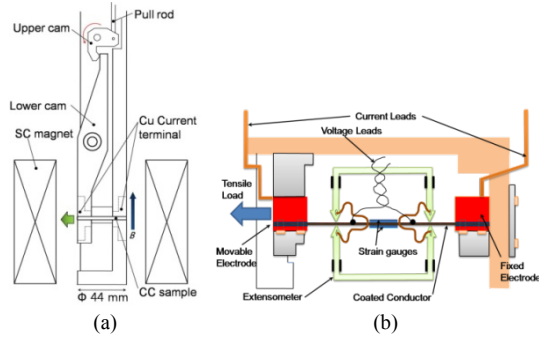 Pull rod
Upper cam
Lower cam
Cu Current
terminal
SC magnet
B
CC sample
Φ 44 mm
(a)
Current Leads
Voltage Leads
Tensile
Load
Movable
Electrode
Strain gauges
Extensometer
Coated Conductor
Fixed
Electrode
(b)